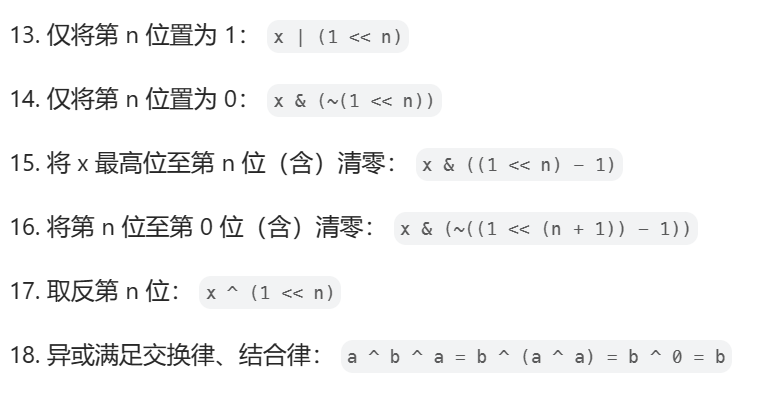 13. 仅将第 n 位置为 1： x | (1 << n)
14. 仅将第 n 位置为 0： x & (~(1 << n))
15. 将 x 最高位至第 n 位（含）清零： x & ((1 << n) − 1)
16. 将第 n 位至第 0 位（含）清零： x & (~((1 << (n + 1)) − 1))
17. 取反第 n 位： x ^ (1 << n)
18. 异或满足交换律、结合律： a ^ b ^ a = b ^ (a ^ a) = b ^ 0 = b